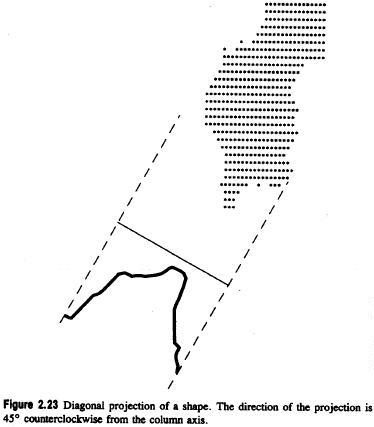 Figure 2.23 Diagonal projection of a shape. The direction of the projection is
45° counterclockwise from the column axis.